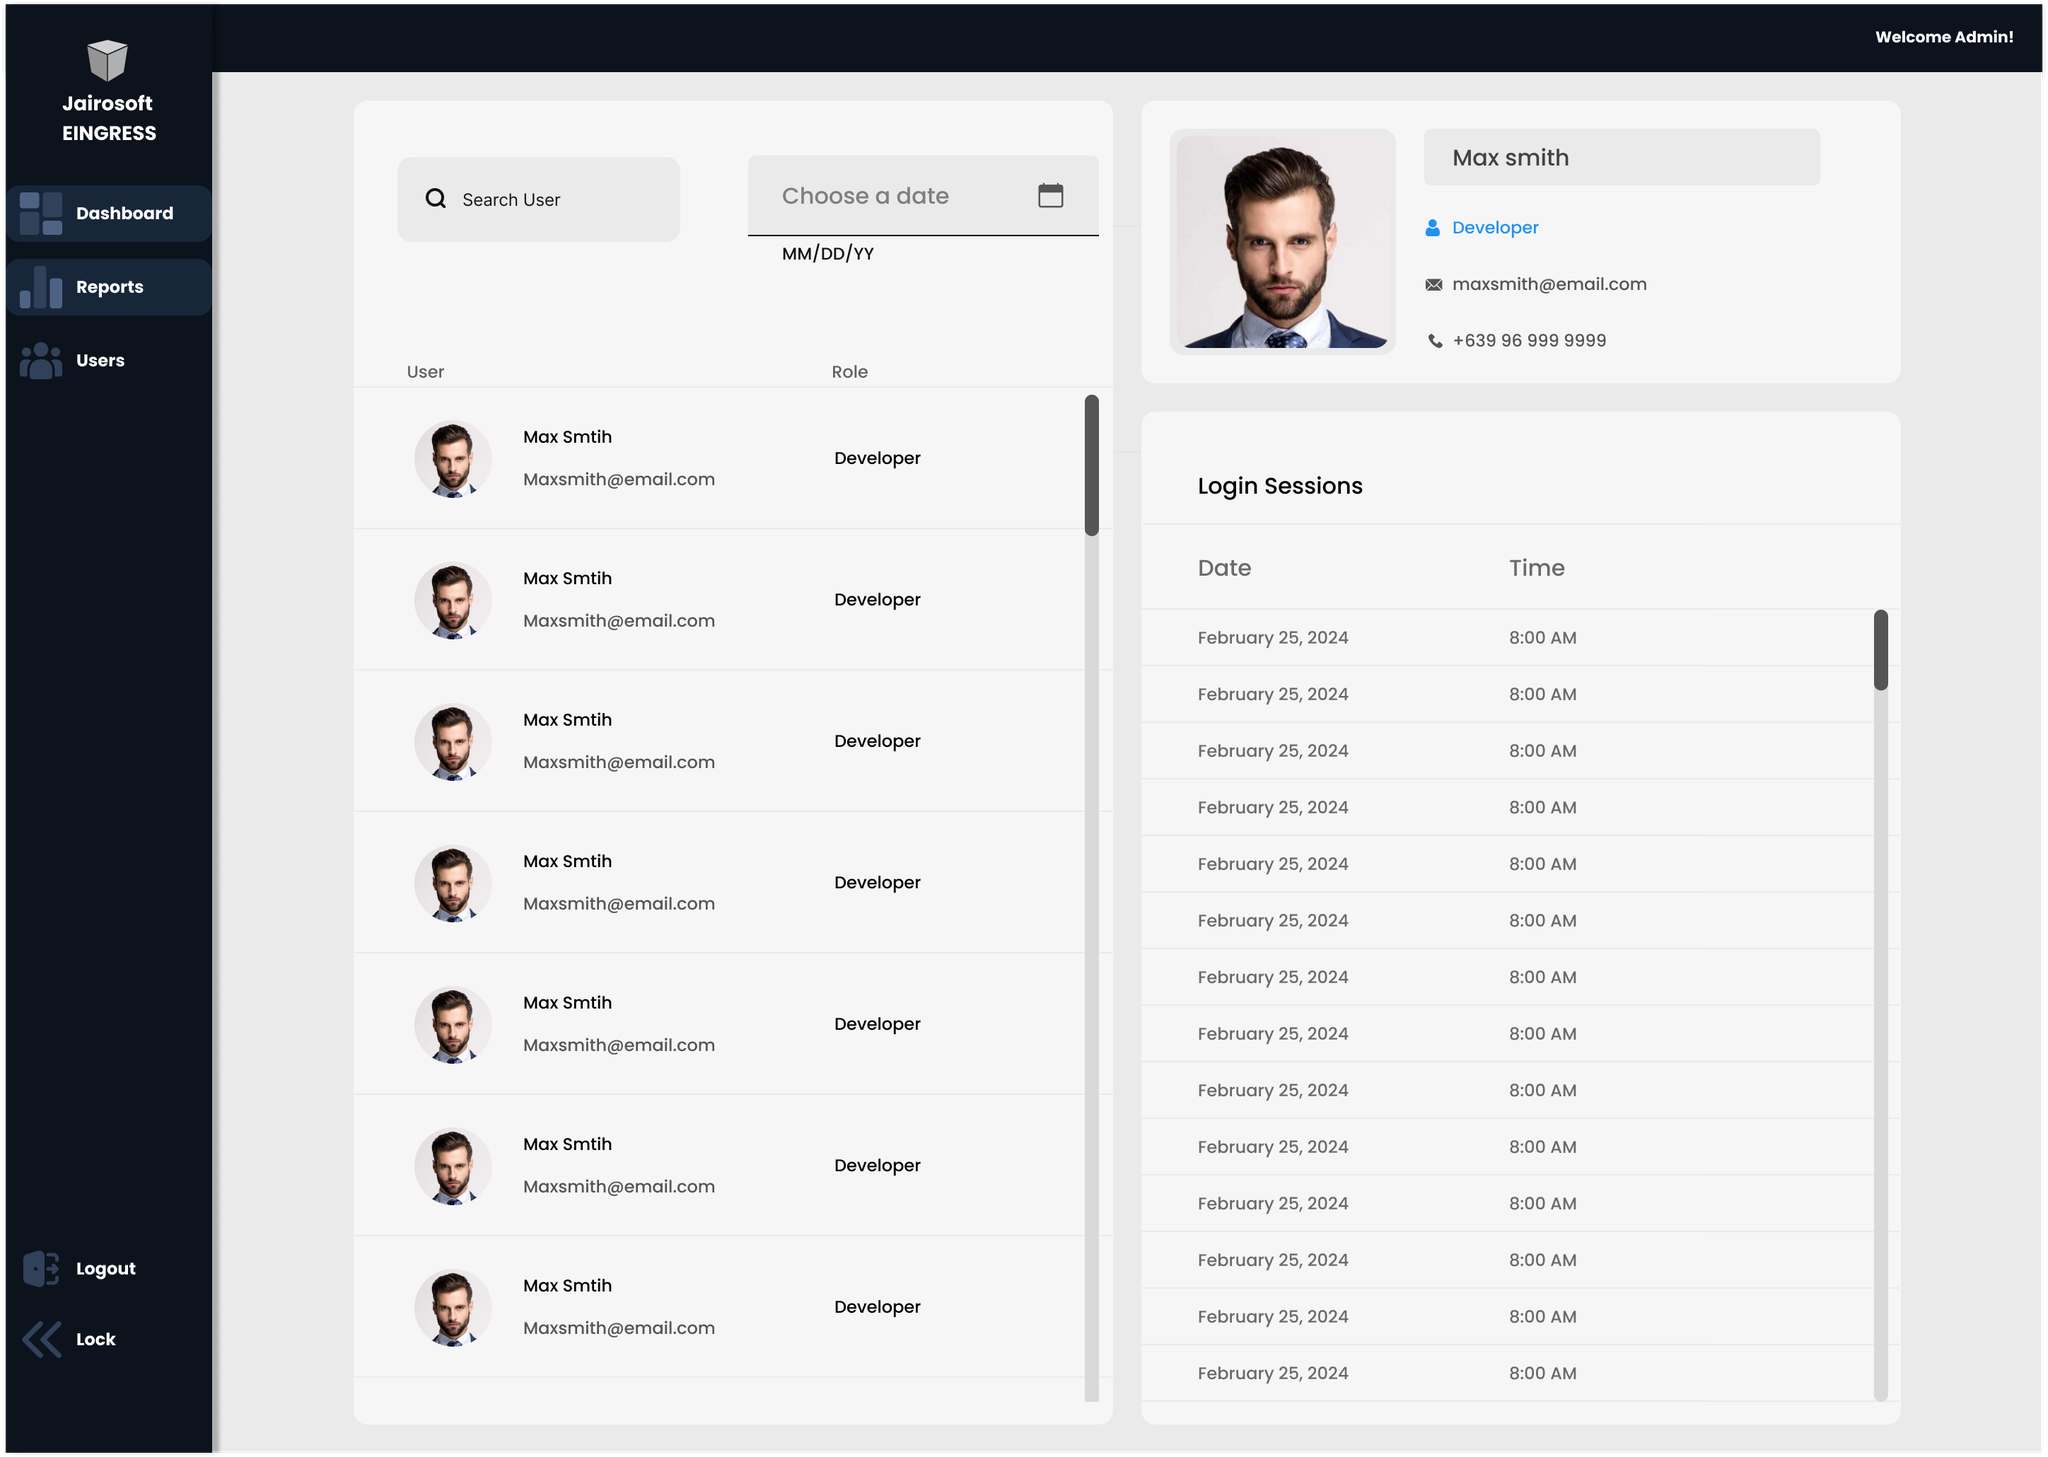 Welcome Admin!
Jairosoft
EINGRESS
Dashboard
Reports
Users
Logout
Lock
Search User
Choose a date
MM/DD/YY
User Role
Max Smtih
Maxsmith@email.com
Developer
Max Smtih
Maxsmith@email.com
Developer
Max Smtih
Maxsmith@email.com
Developer
Max Smtih
Maxsmith@email.com
Developer
Max Smtih
Maxsmith@email.com
Developer
Max Smtih
Maxsmith@email.com
Developer
Max Smtih
Maxsmith@email.com
Developer
Max smith
Developer
maxsmith@email.com
+639 96 999 9999
Login Sessions
Date Time
February 25, 2024 8:00 AM
February 25, 2024 8:00 AM
February 25, 2024 8:00 AM
February 25, 2024 8:00 AM
February 25, 2024 8:00 AM
February 25, 2024 8:00 AM
February 25, 2024 8:00 AM
February 25, 2024 8:00 AM
February 25, 2024 8:00 AM
February 25, 2024 8:00 AM
February 25, 2024 8:00 AM
February 25, 2024 8:00 AM
February 25, 2024 8:00 AM
February 25, 2024 8:00 AM